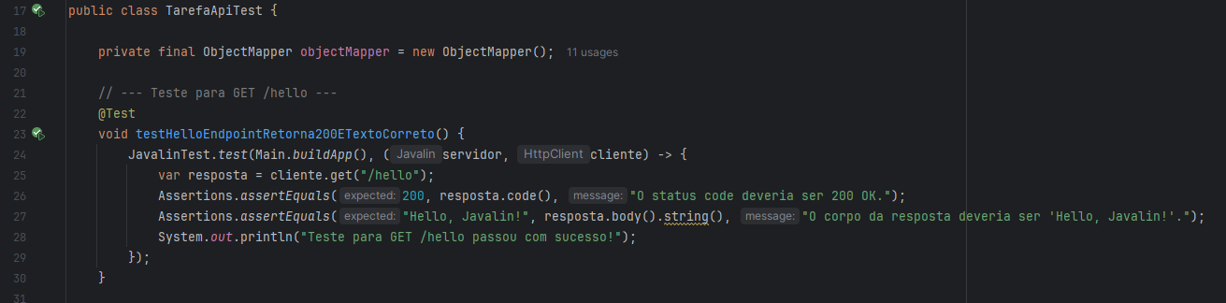 17 public class TarefaApiTest {
18
19 private final ObjectMapper objectMapper = new ObjectMapper(); 11 usages
20
21 // --- Teste para GET /hello ---
22 @Test
23 void testHelloEndpointRetorna200ETextoCorreto() {
24 JavalinTest.test(Main.buildApp(), ( Javalin servidor, HttpClient cliente) -> {
25 var resposta = cliente.get("/hello");
26 Assertions.assertEquals( expected: 200, resposta.code(), message: "O status code deveria ser 200 OK.");
27 Assertions.assertEquals( expected: "Hello, Javalin!", resposta.body().string(), message: "O corpo da resposta deveria ser 'Hello, Javalin!'.");
28 System.out.println("Teste para GET /hello passou com sucesso!");
29 });
30 }
31